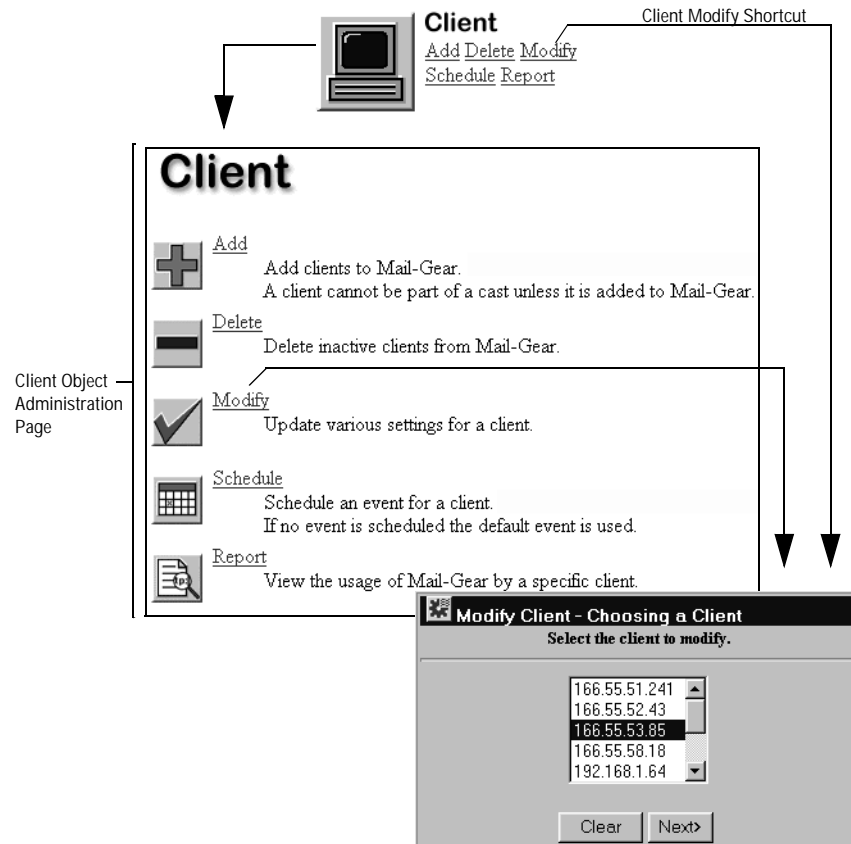 Client
Client Modify Shortcut
Add Delete Modify
Schedule Report
Client
Add
Add clients to Mail-Gear.
A client cannot be part of a cast unless it is added to Mail-Gear.
Delete
Delete inactive clients from Mail-Gear.
Client Object
Administration
Page
Modify
Update various settings for a client.
Schedule
Schedule an event for a client.
If no event is scheduled the default event is used.
Report
View the usage of Mail-Gear by a specific client.
Modify Client - Choosing a Client
Select the client to modify.
166.55.51.241
166.55.52.43
166.55.53.85
166.55.58.18
192.168.1.64
Clear Next>